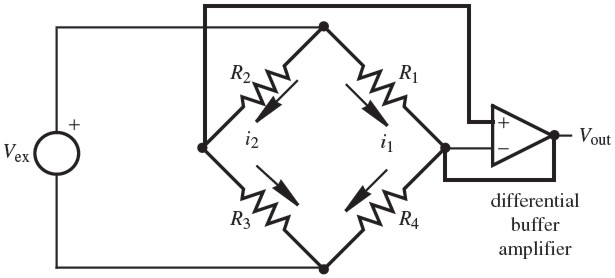 R2
R1
+
+
Vex
i2
i1
Vout
−
R3
R4
differential
buffer
amplifier